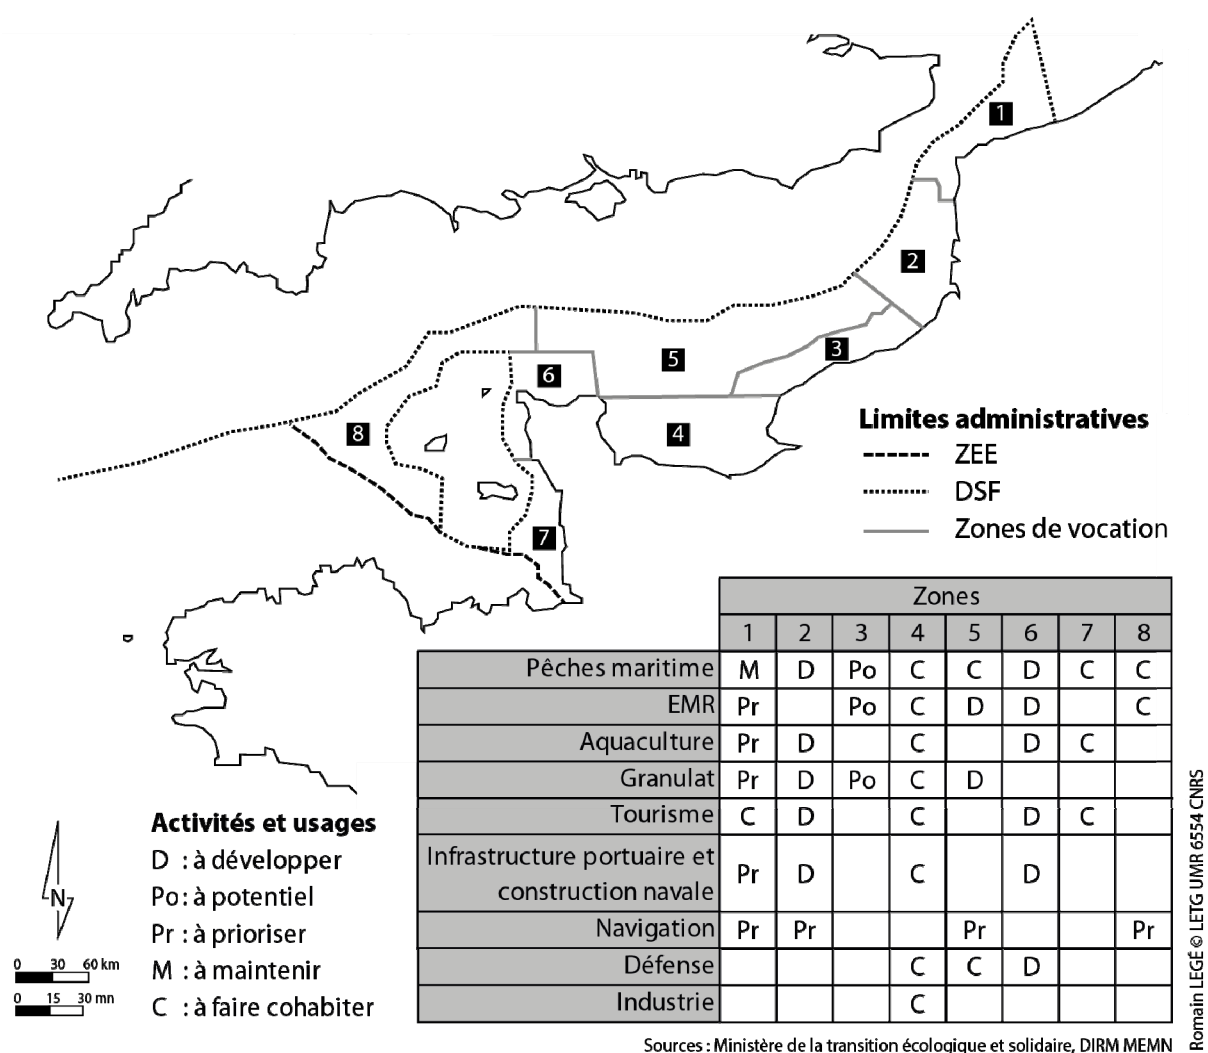 1
2
3
5
6
8
4
7
Limites administratives
ZEE
DSF
Zones de vocation
Zones
1 2 3 4 5 6 7 8
Pêches maritime M D Po C C D C C
EMR Pr Po C D D C
Aquaculture Pr D C D C
Granulat Pr D Po C D
Tourisme C D C D C
Infrastructure portuaire et
construction navale Pr D C D
Navigation Pr Pr Pr Pr
Défense C C D
Industrie C
Activités et usages
D : à développer
Po : à potentiel
Pr : à prioriser
M : à maintenir
C : à faire cohabiter
N
0 30 60 km
0 15 30 mn
Sources : Ministère de la transition écologique et solidaire, DIRM MEMN
Romain LEGÉ © LETG UMR 6554 CNRS